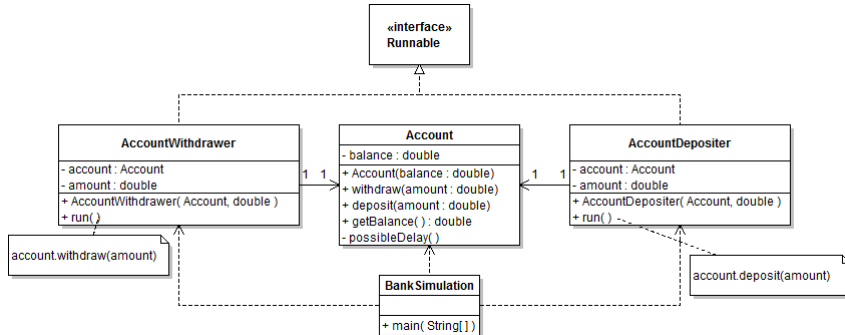 «interface»
Runnable
AccountWithdrawer
- account : Account
- amount : double
+ AccountWithdrawer( Account, double )
+ run( )
account.withdraw(amount)
1 1
Account
- balance : double
+ Account(balance : double)
+ withdraw(amount : double)
+ deposit(amount : double)
+ getBalance( ) : double
- possibleDelay( )
1 1
AccountDepositer
- account : Account
- amount : double
+ AccountDepositer( Account, double )
+ run( )
account.deposit(amount)
BankSimulation
+ main( String[ ] )